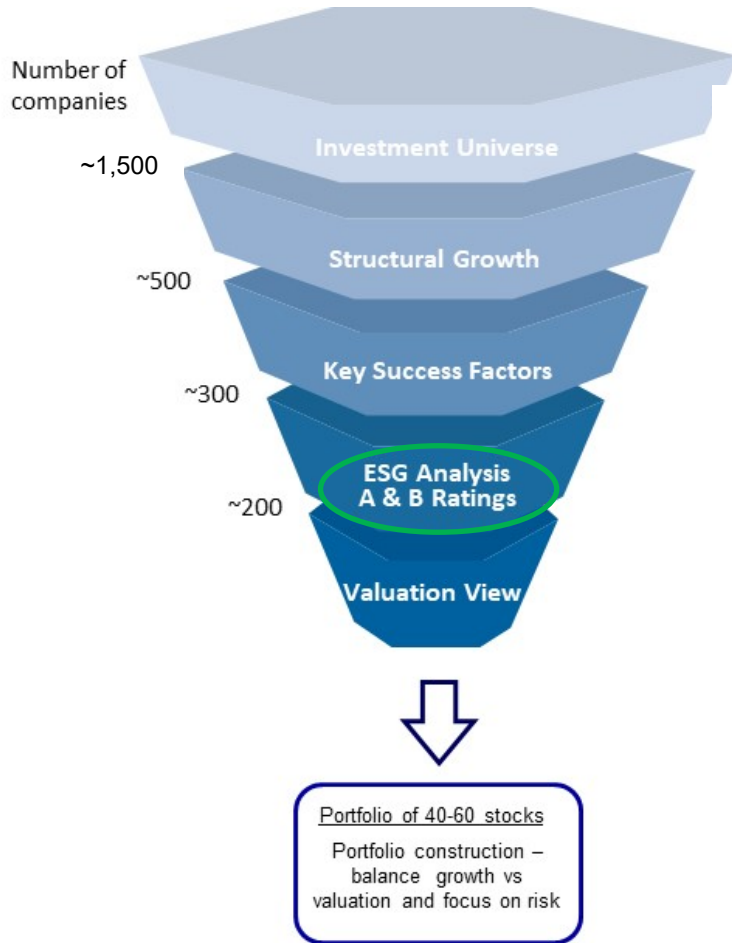 Number of
companies
Investment Universe
~1,500
Structural Growth
~500
Key Success Factors
~300
ESG Analysis
A & B Ratings
~200
Valuation View
Portfolio of 40-60 stocks
Portfolio construction –
balance growth vs
valuation and focus on risk